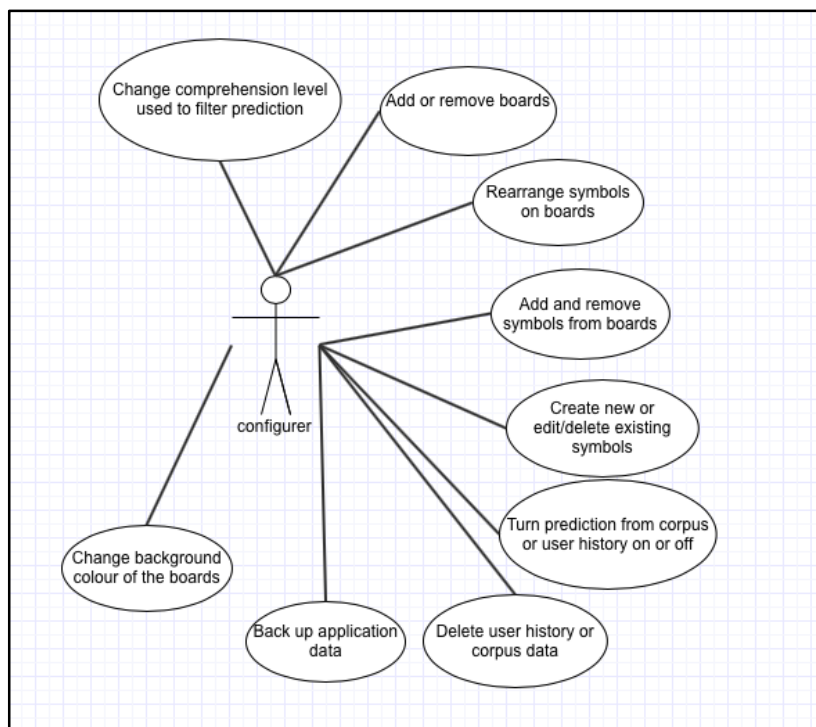 Change comprehension level
used to filter prediction
Add or remove boards
Rearrange symbols
on boards
Add and remove
symbols from boards
configurer
Create new or
edit/delete existing
symbols
Turn prediction from corpus
or user history on or off
Change background
colour of the boards
Back up application
data
Delete user history or
corpus data